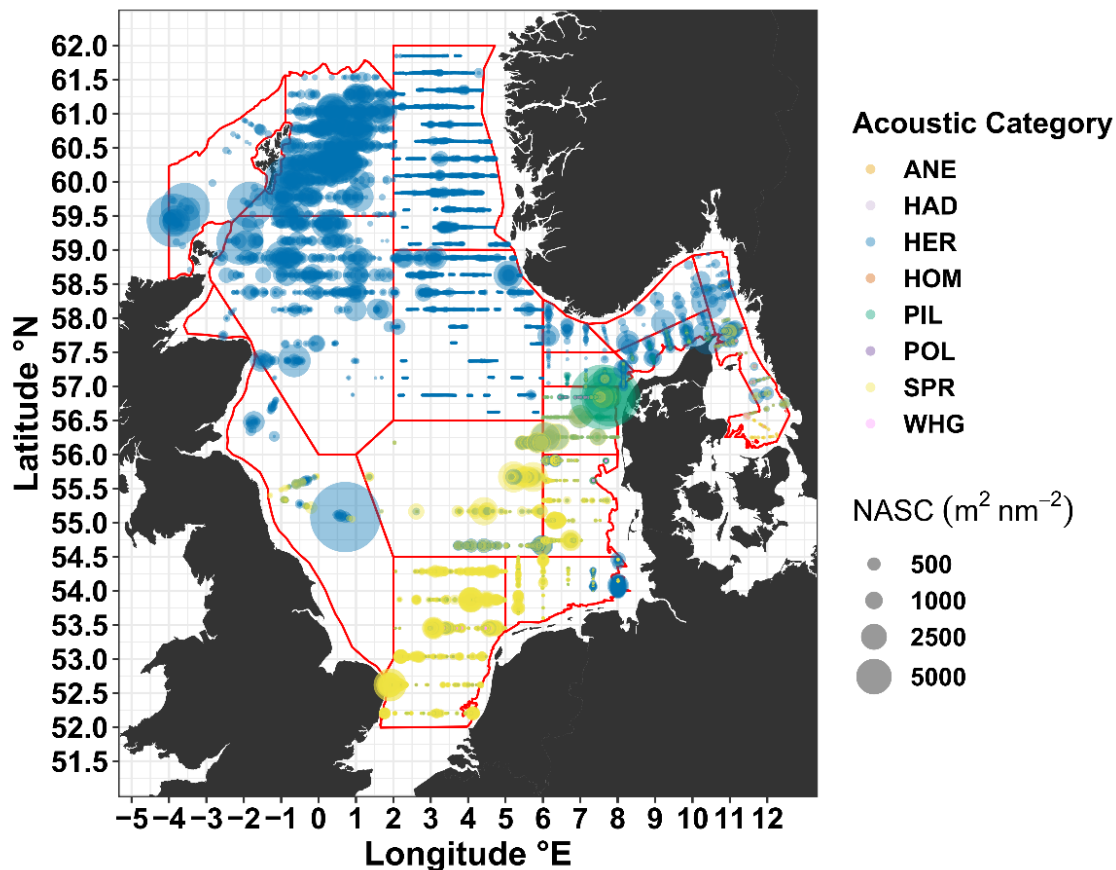 62.0
61.5
61.0
60.5
60.0
59.5
59.0
58.5
58.0
57.5
57.0
56.5
56.0
55.5
55.0
54.5
54.0
53.5
53.0
52.5
52.0
51.5
Latitude °N
−5 −4 −3 −2 −1 0 1 2 3 4 5 6 7 8 9 10 11 12
Longitude °E
Acoustic Category
ANE
HAD
HER
HOM
PIL
POL
SPR
WHG
NASC (m² nm⁻²)
500
1000
2500
5000